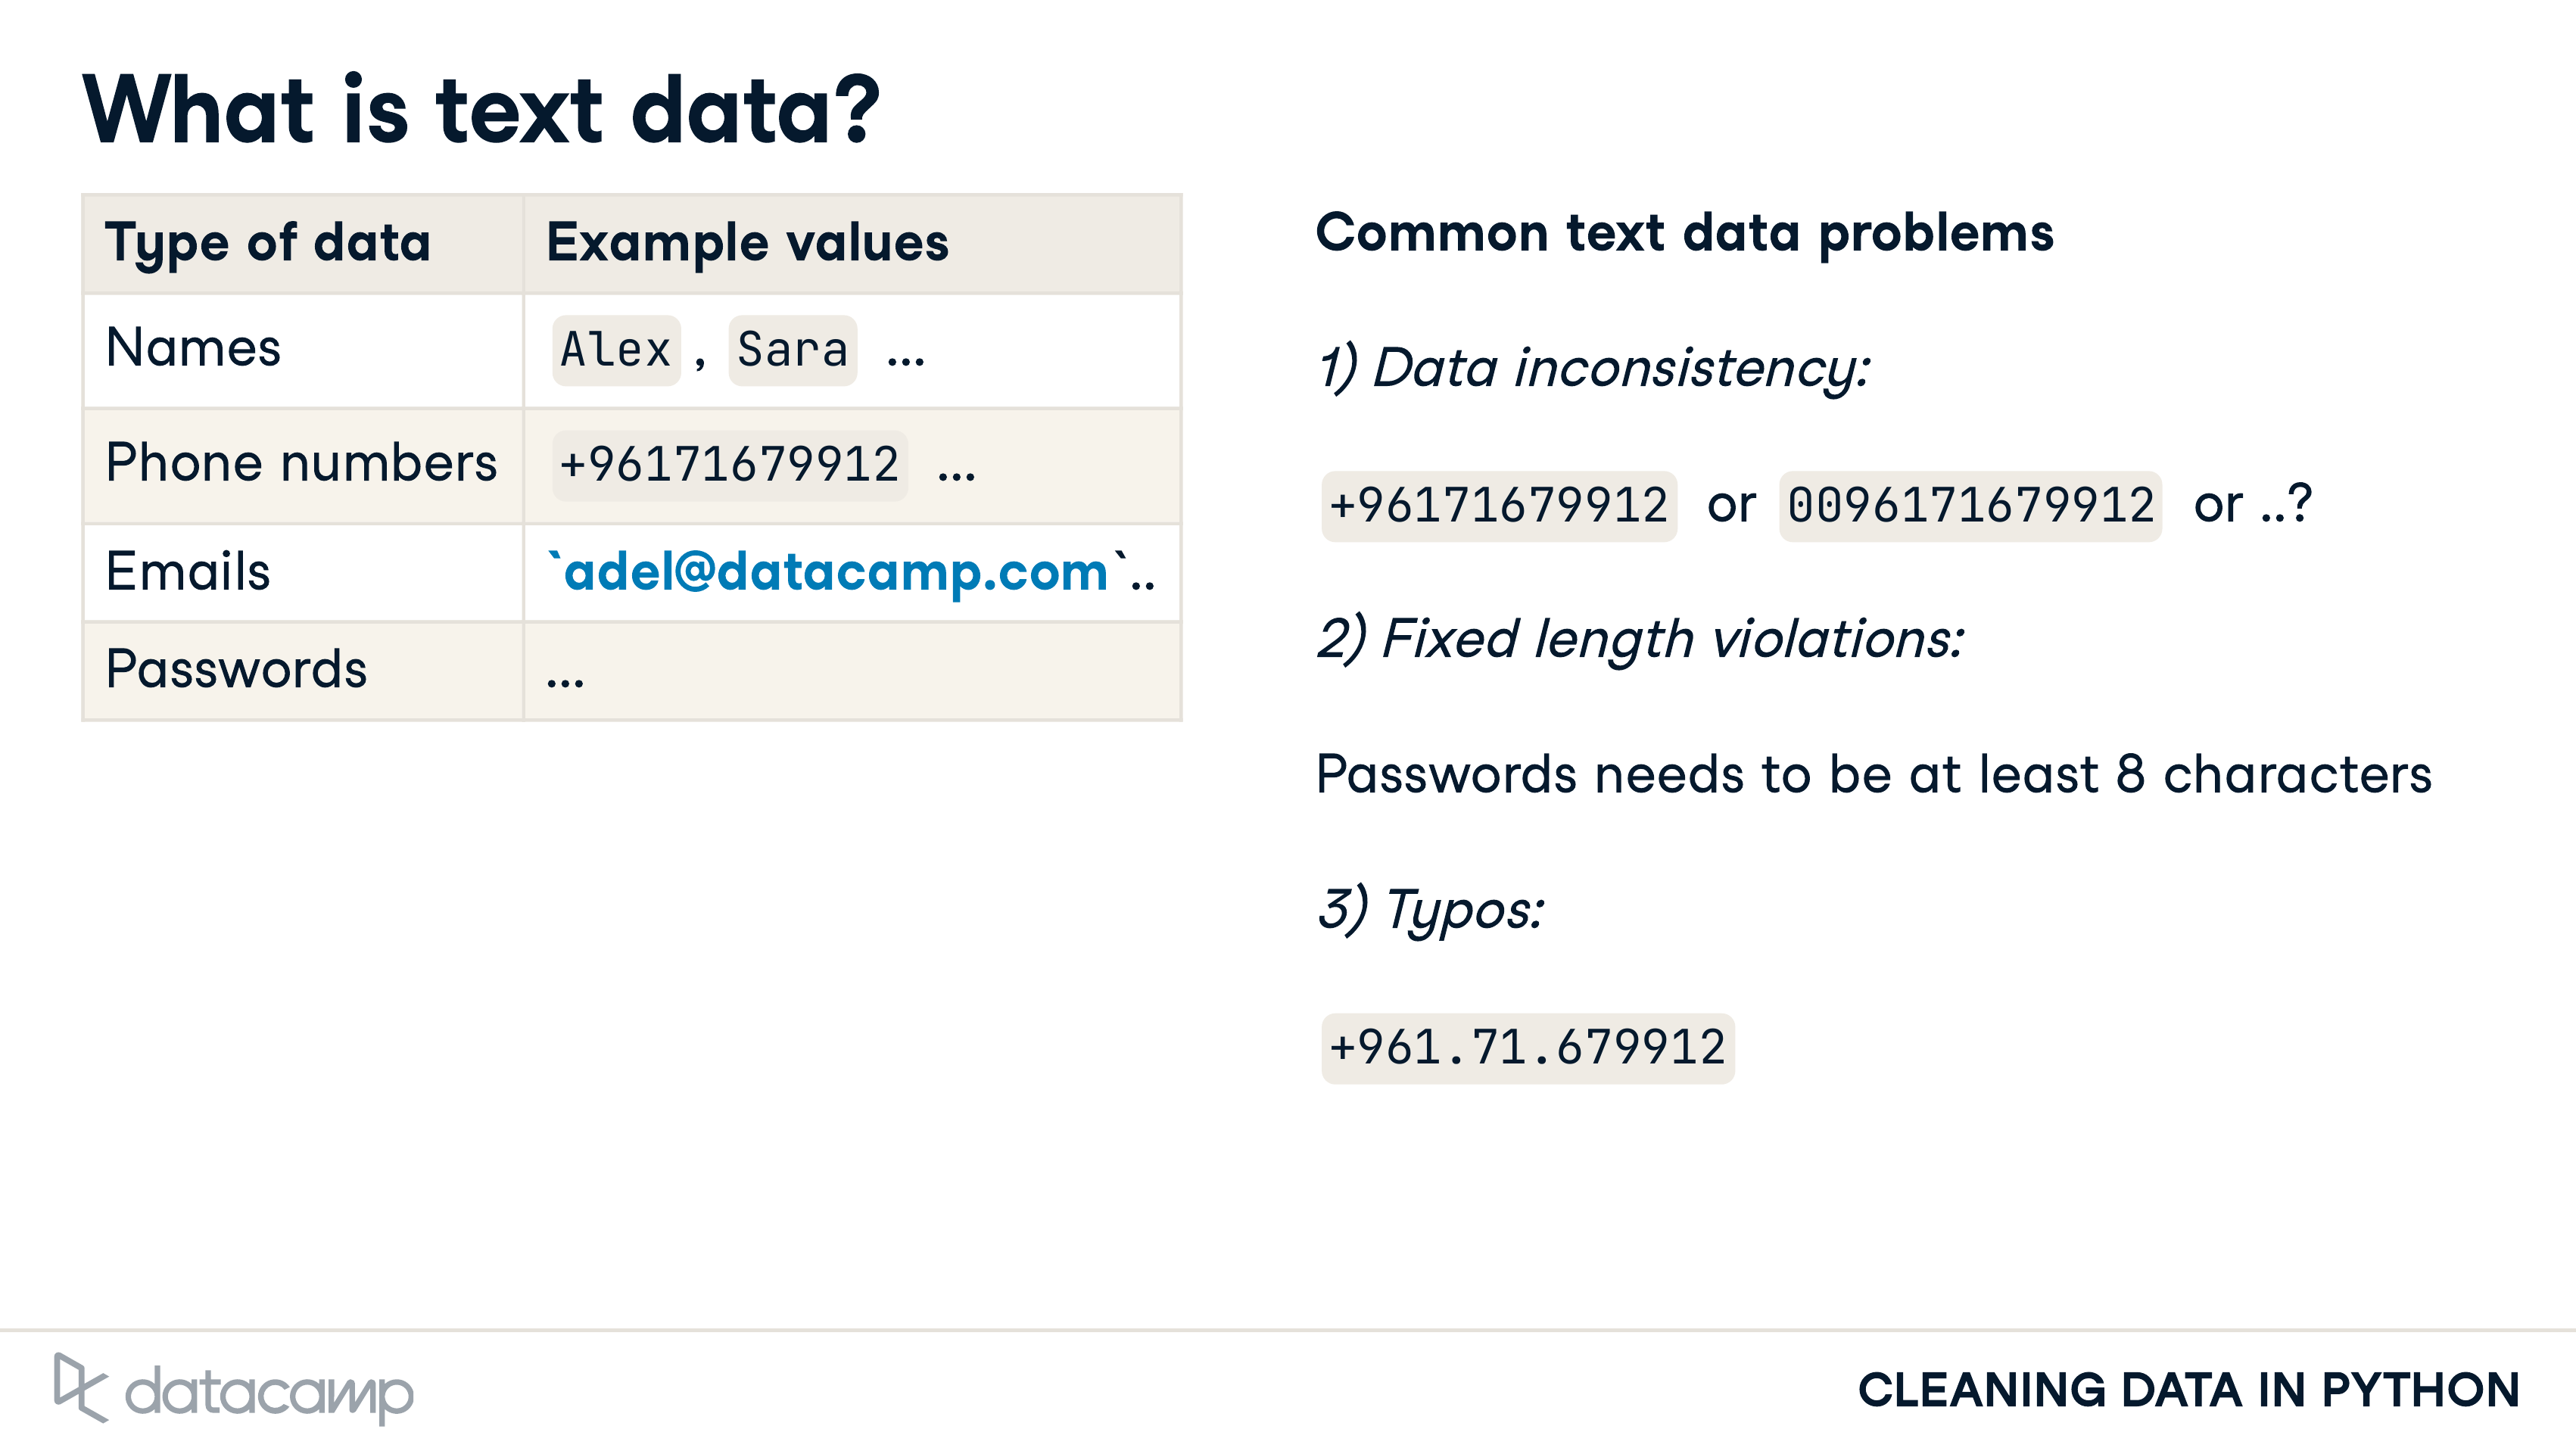 What is text data?
Type of data Example values
Names Alex , Sara ...
Phone numbers +96171679912 ...
Emails `adel@datacamp.com`..
Passwords ...
Common text data problems
1) Data inconsistency:
+96171679912 or 0096171679912 or ..?
2) Fixed length violations:
Passwords needs to be at least 8 characters
3) Typos:
+961.71.679912
datacamp
CLEANING DATA IN PYTHON